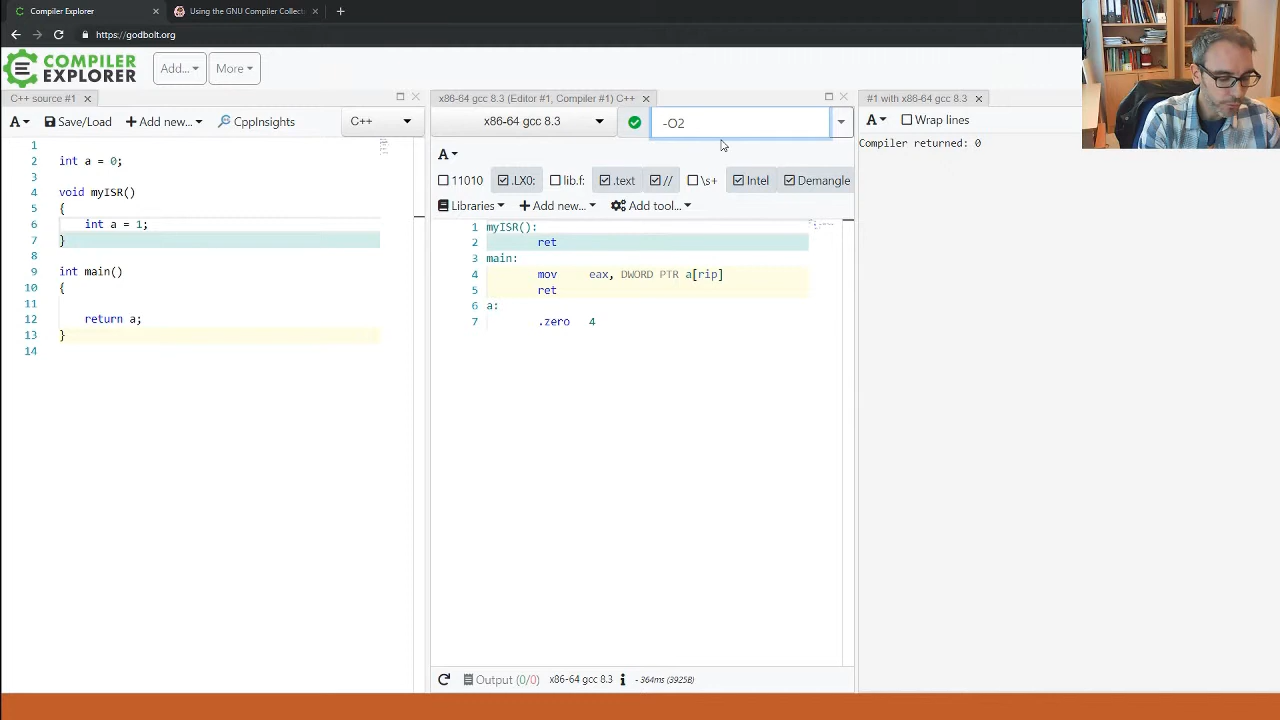 Compiler Explorer
Using the GNU Compiler Collect
https://godbolt.org
COMPILER
EXPLORER
Add...
More
C++ source #1
A
Save/Load
Add new...
CppInsights
C++
1
2 int a = 0;
3
4 void myISR()
5 {
6 int a = 1;
7 }
8
9 int main()
10 {
11
12 return a;
13 }
14
x86-64 gcc 8.3 (Editor #1, Compiler #1) C++
x86-64 gcc 8.3
-O2
A
11010
.LX0:
lib.f:
.text
//
\s+
Intel
Demangle
Libraries
Add new...
Add tool...
1 myISR():
2 ret
3 main:
4 mov eax, DWORD PTR a[rip]
5 ret
6 a:
7 .zero 4
Output (0/0) x86-64 gcc 8.3 i - 364ms (3925B)
#1 with x86-64 gcc 8.3
A
Wrap lines
Compiler returned: 0